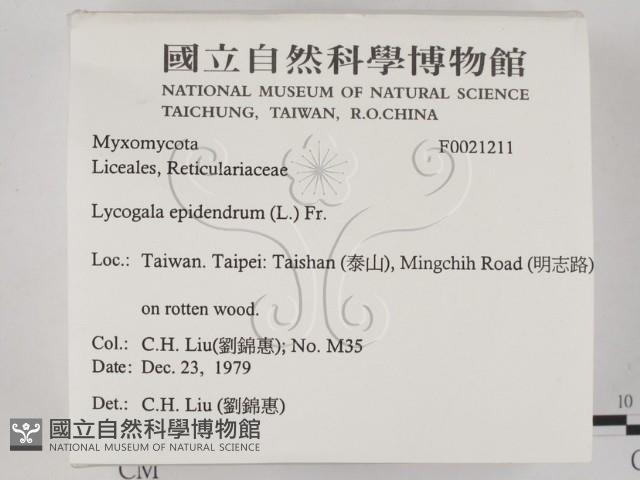 國立自然科學博物館
NATIONAL MUSEUM OF NATURAL SCIENCE
TAICHUNG, TAIWAN, R.O.CHINA
Myxomycota F0021211
Liceales, Reticulariaceae
Lycogala epidendrum (L.) Fr.
Loc.: Taiwan. Taipei: Taishan (泰山), Mingchih Road (明志路)
on rotten wood.
Col.: C.H. Liu(劉錦惠); No. M35
Date: Dec. 23, 1979
Det.: C.H. Liu (劉錦惠)
國立自然科學博物館
NATIONAL MUSEUM OF NATURAL SCIENCE
10
CM